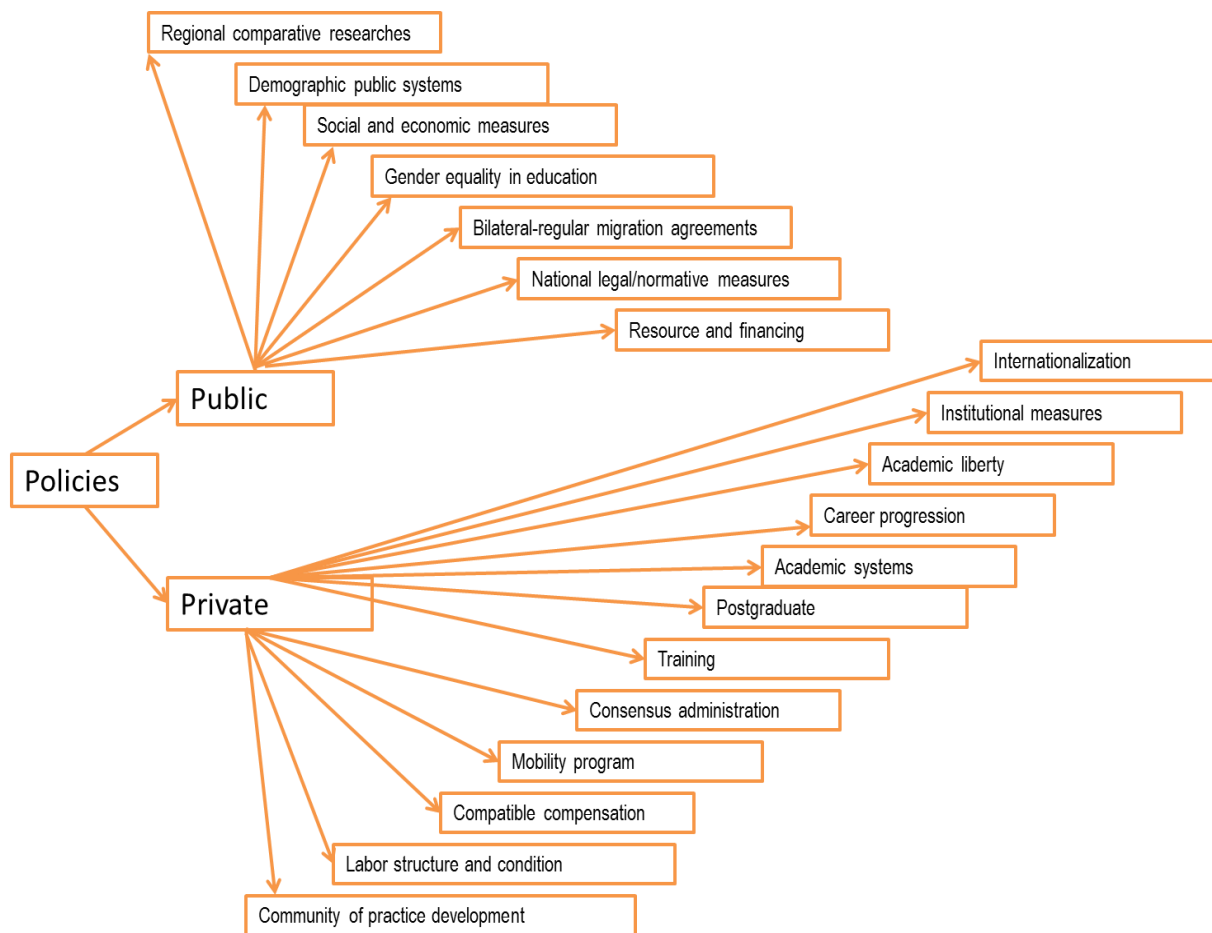 Regional comparative researches
Demographic public systems
Social and economic measures
Gender equality in education
Bilateral-regular migration agreements
National legal/normative measures
Resource and financing
Internationalization
Public
Institutional measures
Academic liberty
Policies
Career progression
Academic systems
Private
Postgraduate
Training
Consensus administration
Mobility program
Compatible compensation
Labor structure and condition
Community of practice development